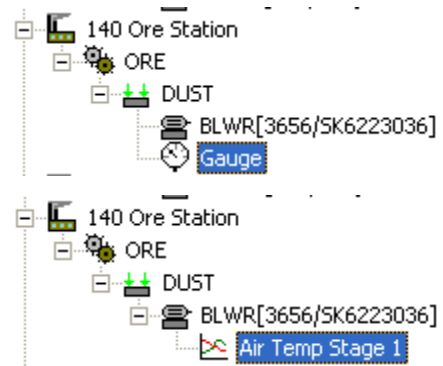 140 Ore Station
ORE
DUST
BLWR[3656/SK6223036]
Gauge
140 Ore Station
ORE
DUST
BLWR[3656/SK6223036]
Air Temp Stage 1